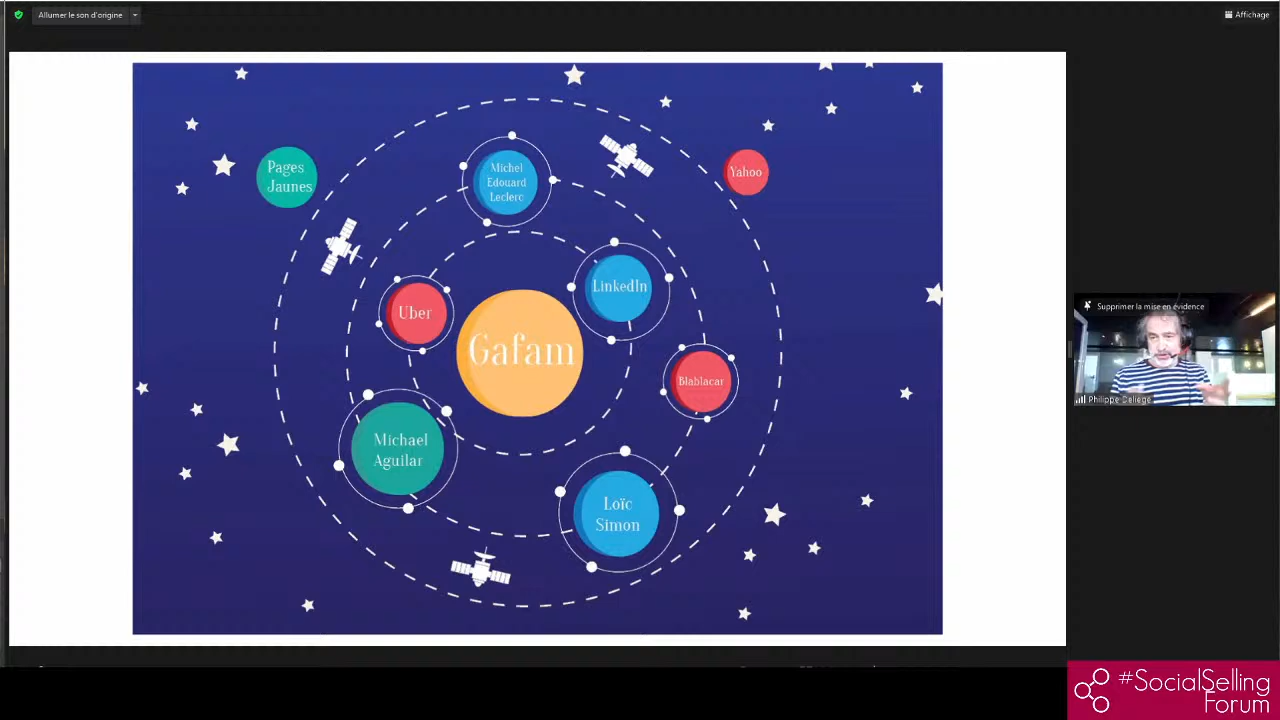 Allumer le son d'origine
Affichage
Pages
Jaunes
Michel
Edouard
Leclerc
Yahoo
LinkedIn
Uber
Gafam
Blablacar
Michael
Aguilar
Loïc
Simon
Supprimer la mise en évidence
Philippe Deliège
#SocialSelling
Forum